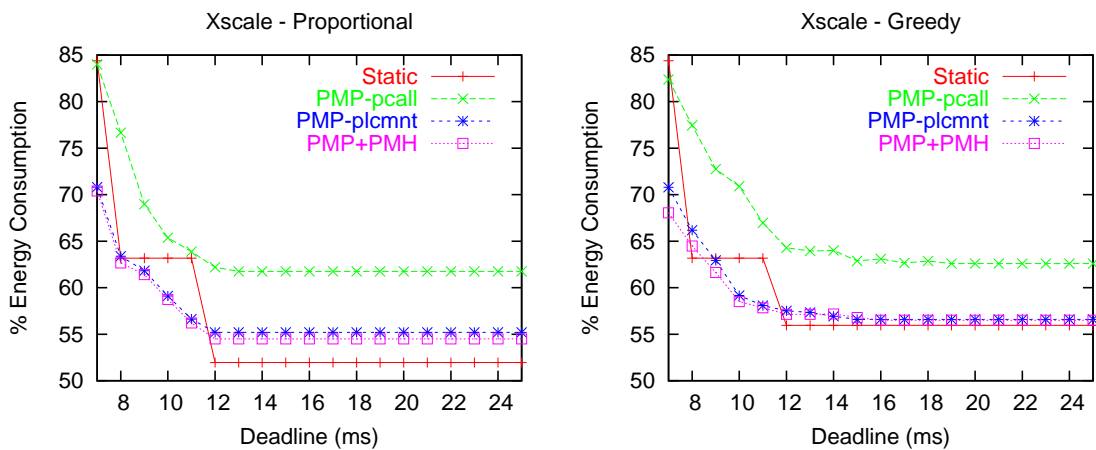 Xscale - Proportional
85
80
75
70
65
60
55
50
% Energy Consumption
Static
PMP-pcall
PMP-plcmnt
PMP+PMH
8 10 12 14 16 18 20 22 24
Deadline (ms)
Xscale - Greedy
85
80
75
70
65
60
55
50
% Energy Consumption
Static
PMP-pcall
PMP-plcmnt
PMP+PMH
8 10 12 14 16 18 20 22 24
Deadline (ms)